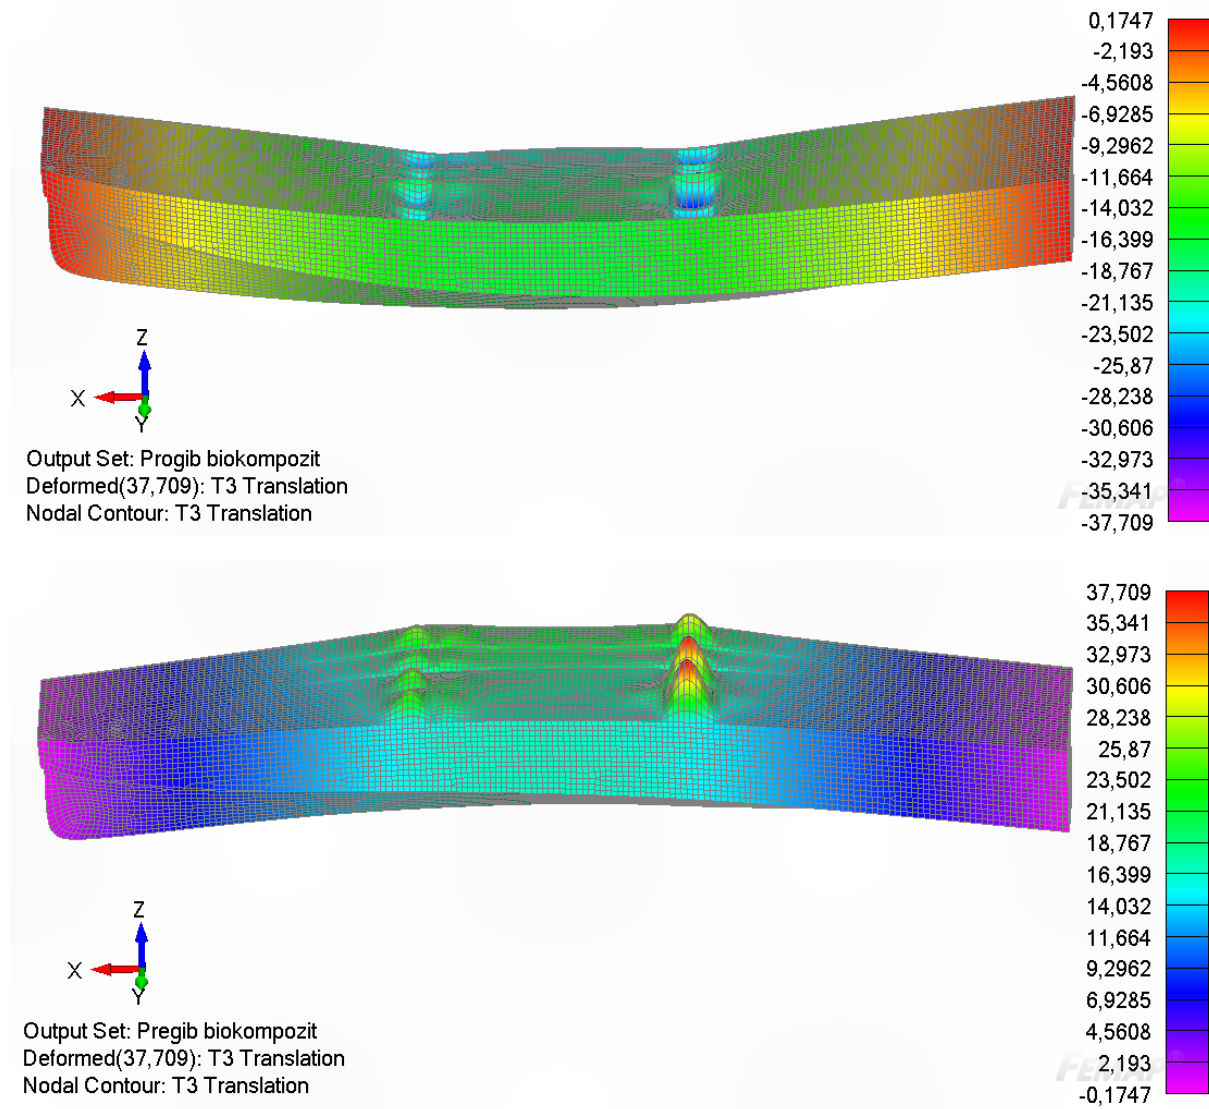 0,1747
-2,193
-4,5608
-6,9285
-9,2962
-11,664
-14,032
-16,399
-18,767
-21,135
-23,502
-25,87
-28,238
-30,606
-32,973
-35,341
-37,709
Z
X
Y
Output Set: Progib biokompozit
Deformed(37,709): T3 Translation
Nodal Contour: T3 Translation
FEMAP®
37,709
35,341
32,973
30,606
28,238
25,87
23,502
21,135
18,767
16,399
14,032
11,664
9,2962
6,9285
4,5608
2,193
-0,1747
Z
X
Y
Output Set: Pregib biokompozit
Deformed(37,709): T3 Translation
Nodal Contour: T3 Translation
FEMAP®